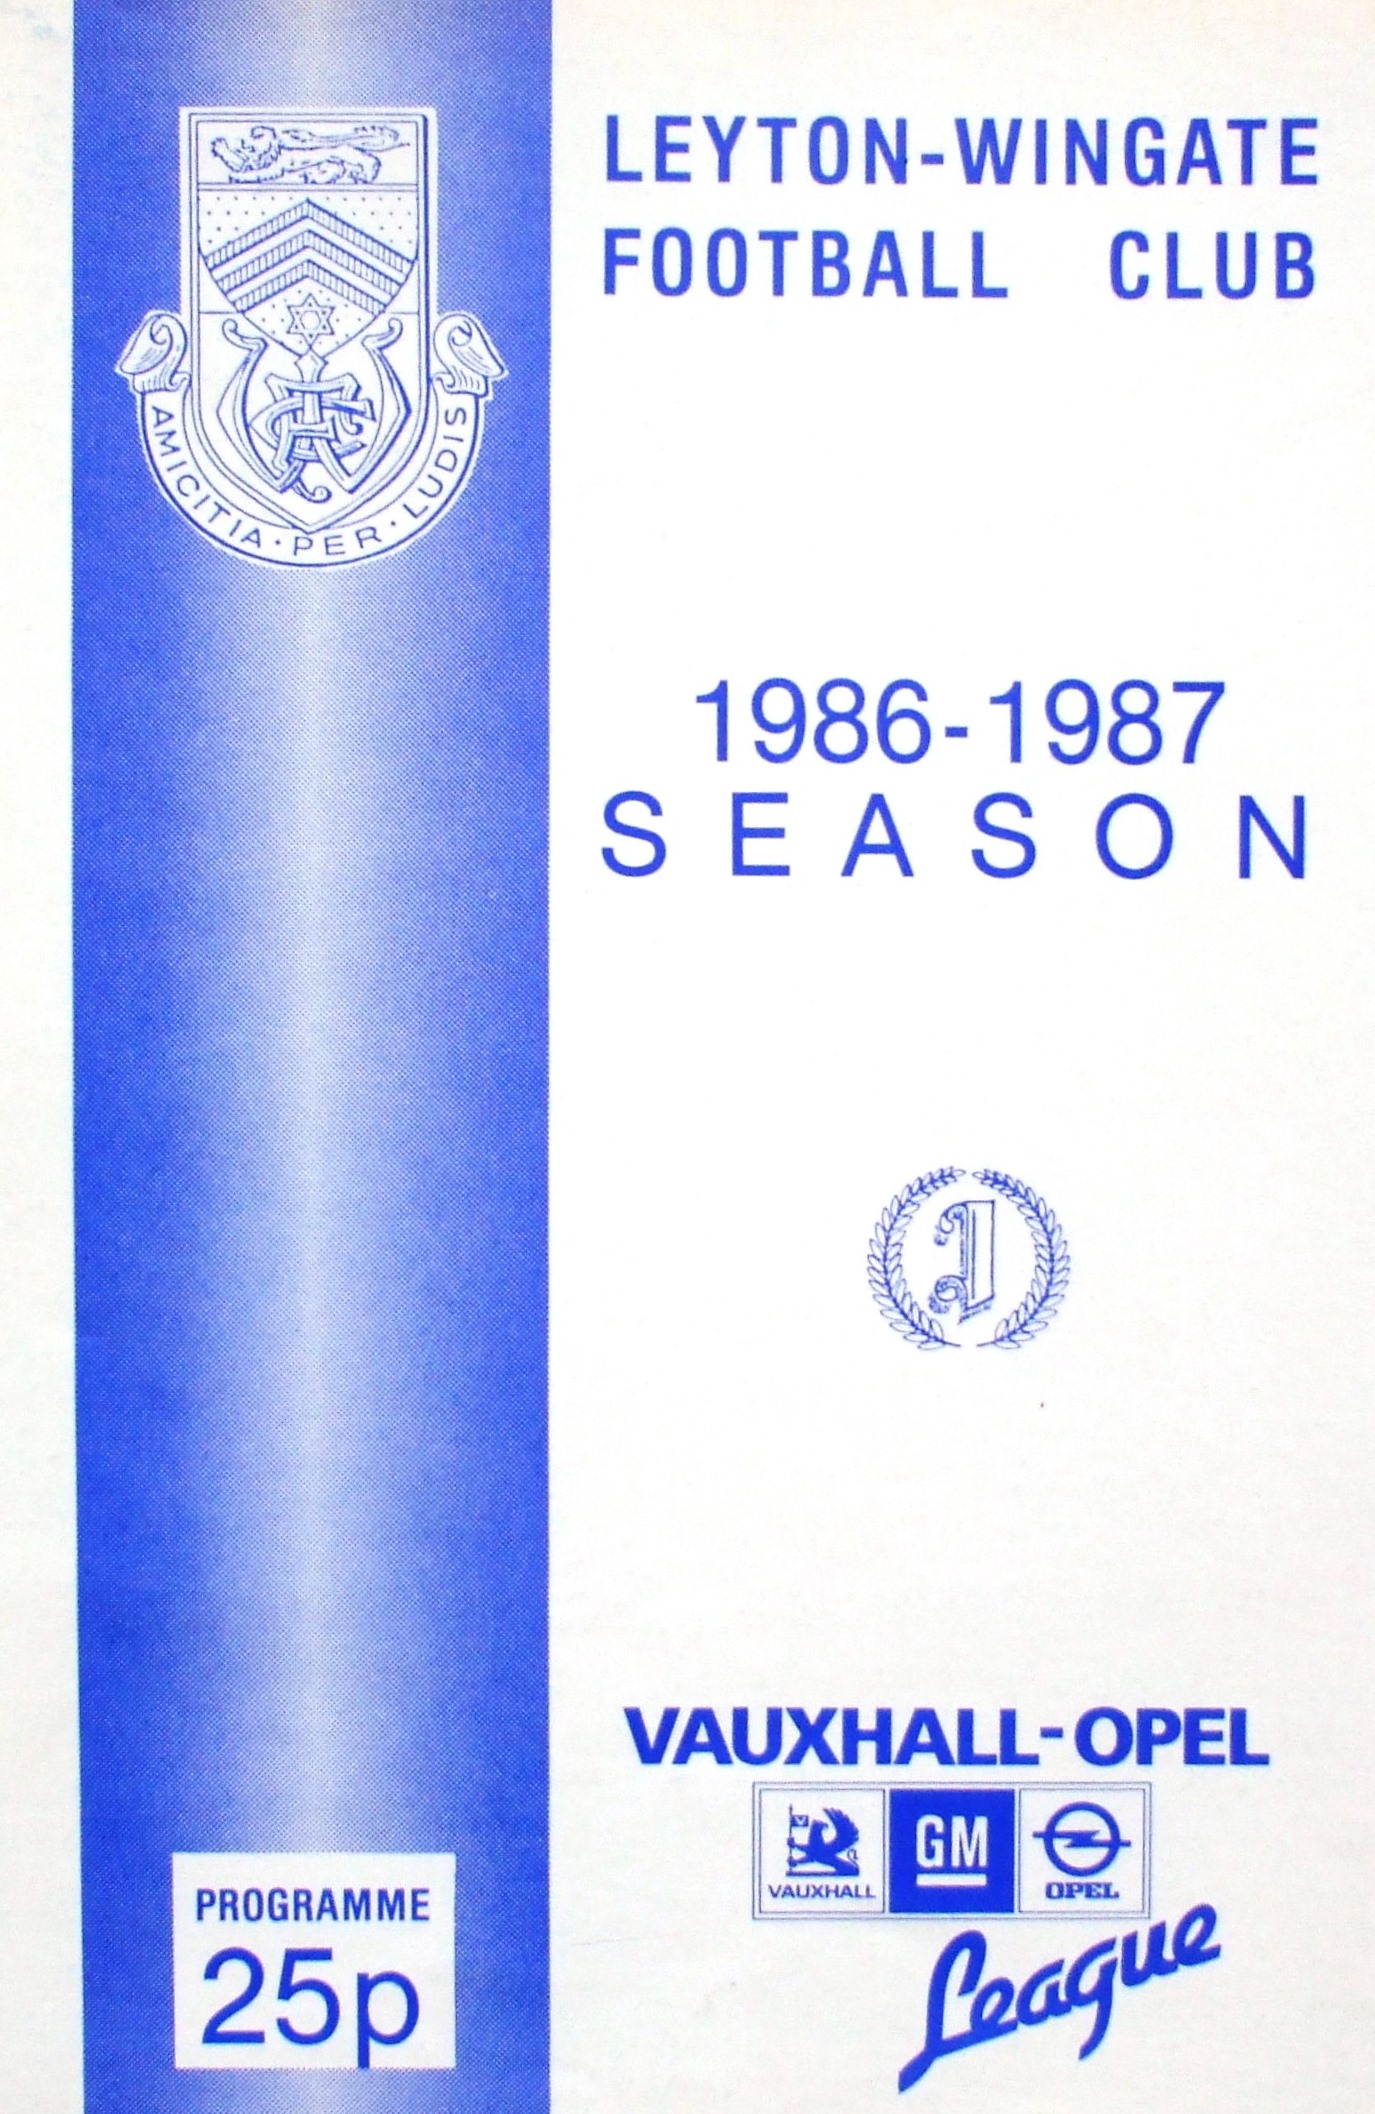 LEYTON-WINGATE
FOOTBALL CLUB
AMICITIA · PER · LUDIS
1986-1987
SEASON
I
VAUXHALL-OPEL
VAUXHALL
GM
OPEL
League
PROGRAMME
25p